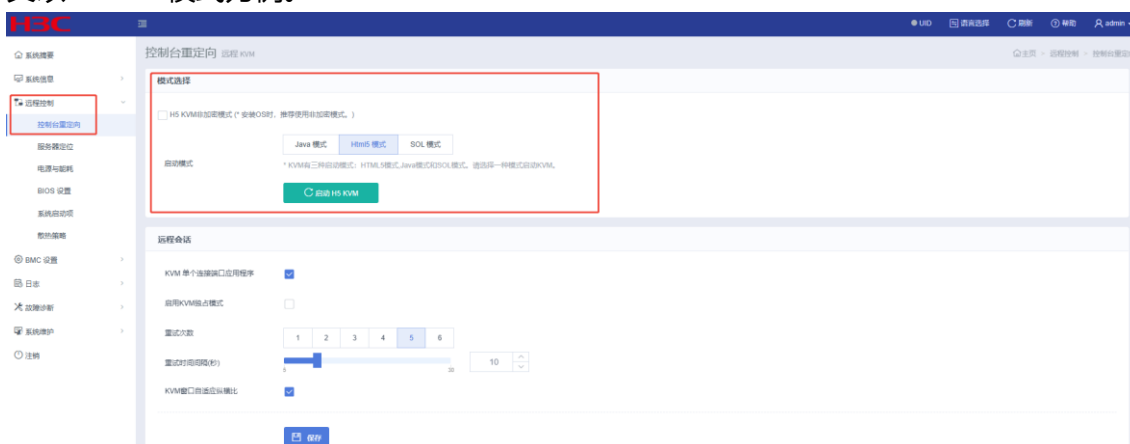 H3C
UID 语言选择 刷新 帮助 admin
系统概要
系统信息
远程控制
控制台重定向
服务器定位
电源与能耗
BIOS 设置
系统启动项
散热策略
BMC 设置
日志
故障诊断
系统维护
注销
控制台重定向 远程 KVM
主页 - 远程控制 - 控制台重定
模式选择
H5 KVM非加密模式 (* 安装OS时，推荐使用非加密模式。)
启动模式
Java 模式 Html5 模式 SOL 模式
* KVM有三种启动模式：HTML5模式,Java模式和SOL模式。请选择一种模式启动KVM。
启动 H5 KVM
远程会话
KVM 单个连接端口应用程序
启用KVM独占模式
重试次数 1 2 3 4 5 6
重试时间间隔(秒) 10
KVM窗口自适应纵横比
保存